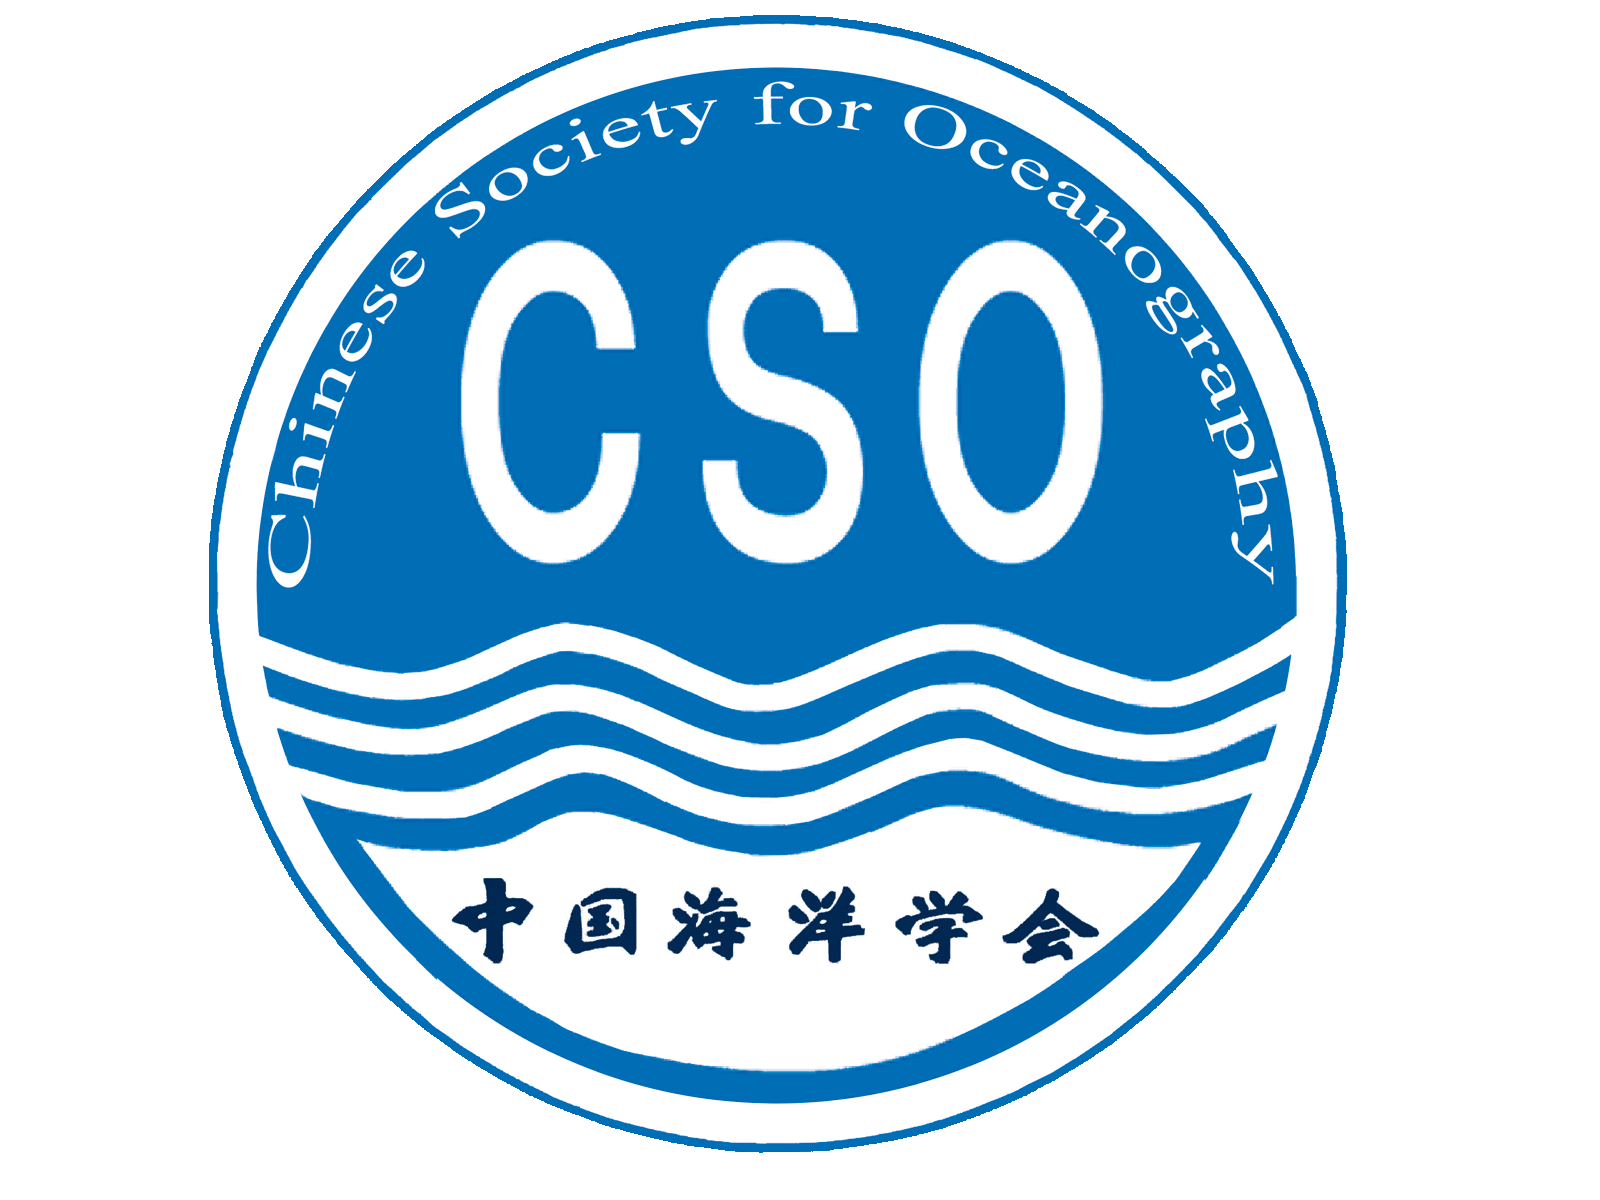 Chinese Society for Oceanography
CSO
中国海洋学会